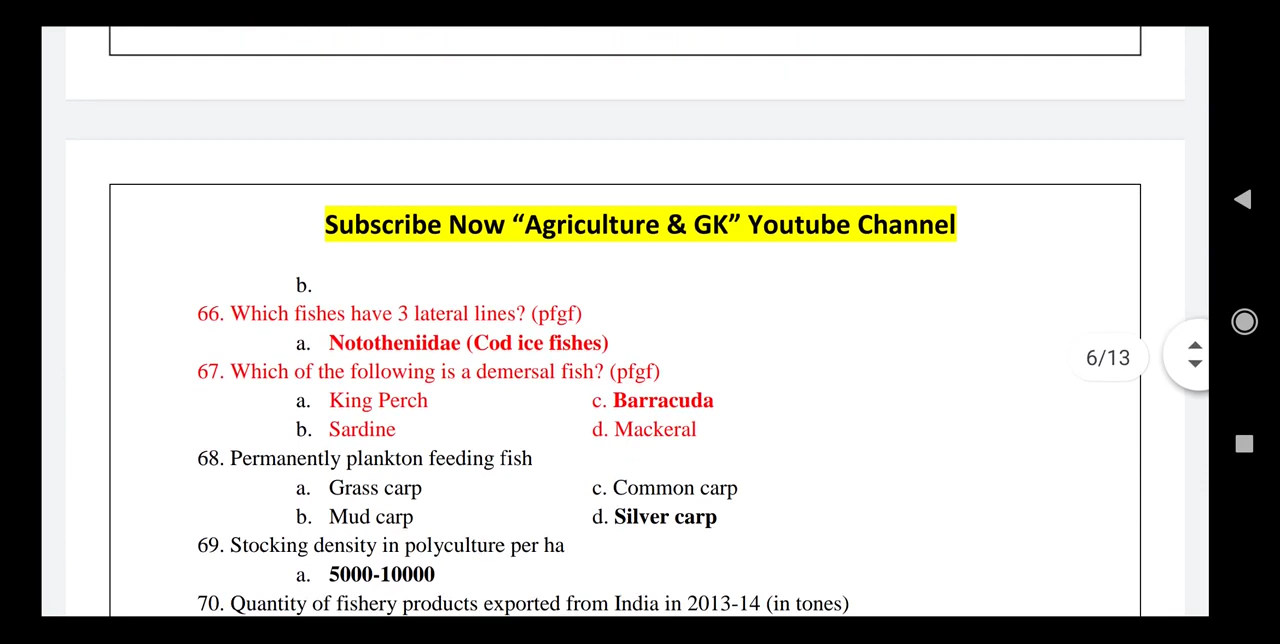 Subscribe Now “Agriculture & GK” Youtube Channel
b.
66. Which fishes have 3 lateral lines? (pfgf)
a. Nototheniidae (Cod ice fishes)
67. Which of the following is a demersal fish? (pfgf)
a. King Perch c. Barracuda
b. Sardine d. Mackeral
6/13
68. Permanently plankton feeding fish
a. Grass carp c. Common carp
b. Mud carp d. Silver carp
69. Stocking density in polyculture per ha
a. 5000-10000
70. Quantity of fishery products exported from India in 2013-14 (in tones)